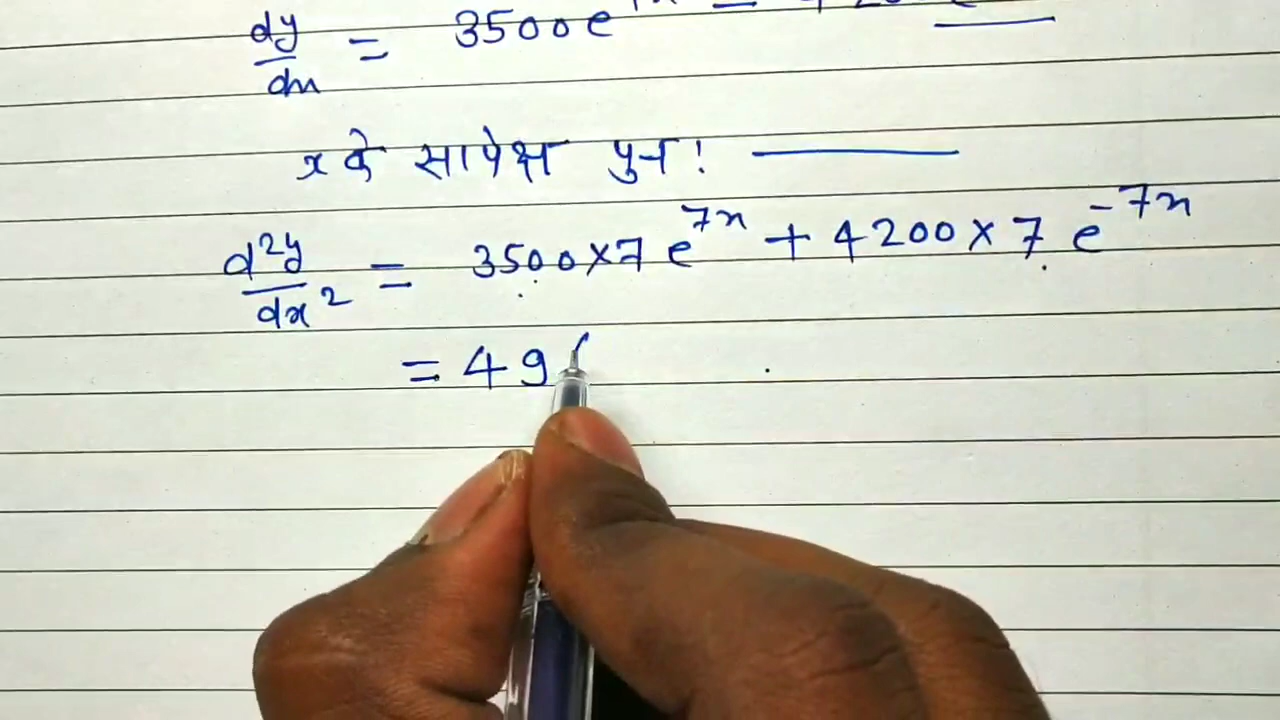 dy/dx = 3500e
x के सापेक्ष पुन: ———
d²y/dx² = 3500×7 e^7x + 4200×7 e^-7x
= 49(